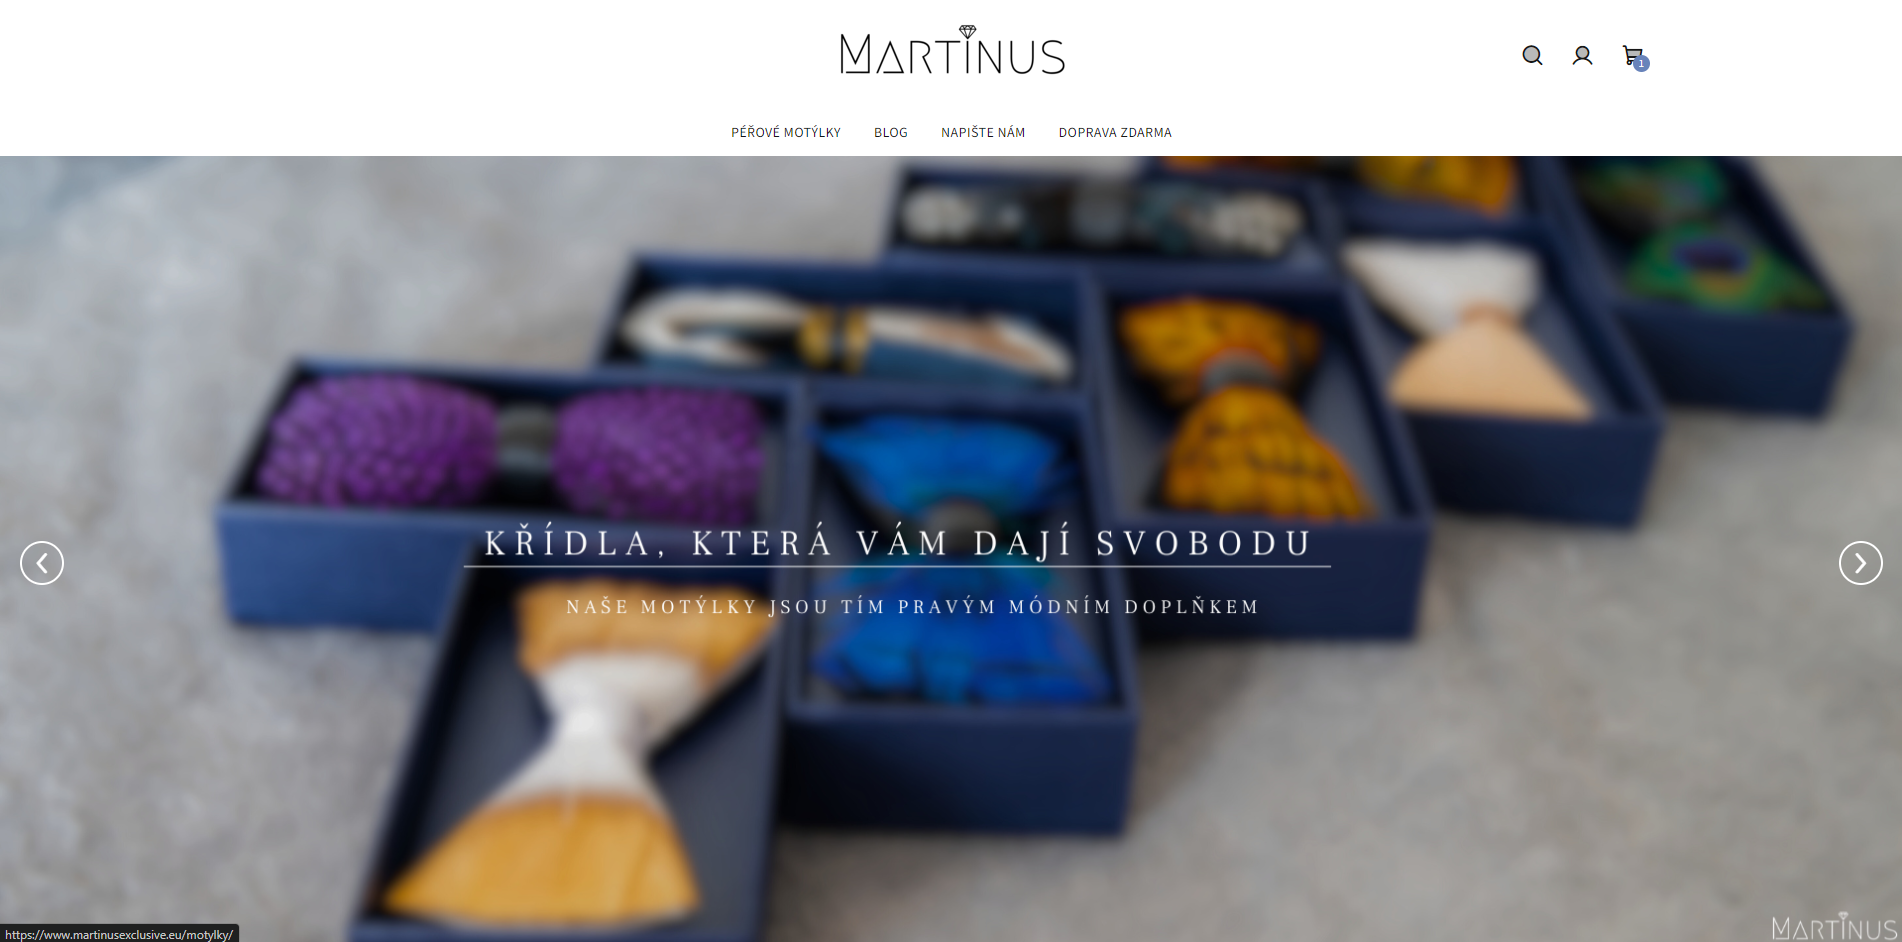 MARTINUS
1
PÉŘOVÉ MOTÝLKY BLOG NAPIŠTE NÁM DOPRAVA ZDARMA
KŘÍDLA, KTERÁ VÁM DAJÍ SVOBODU
NAŠE MOTÝLKY JSOU TÍM PRAVÝM MÓDNÍM DOPLŇKEM
https://www.martinusexclusive.eu/motylky/
MARTINUS